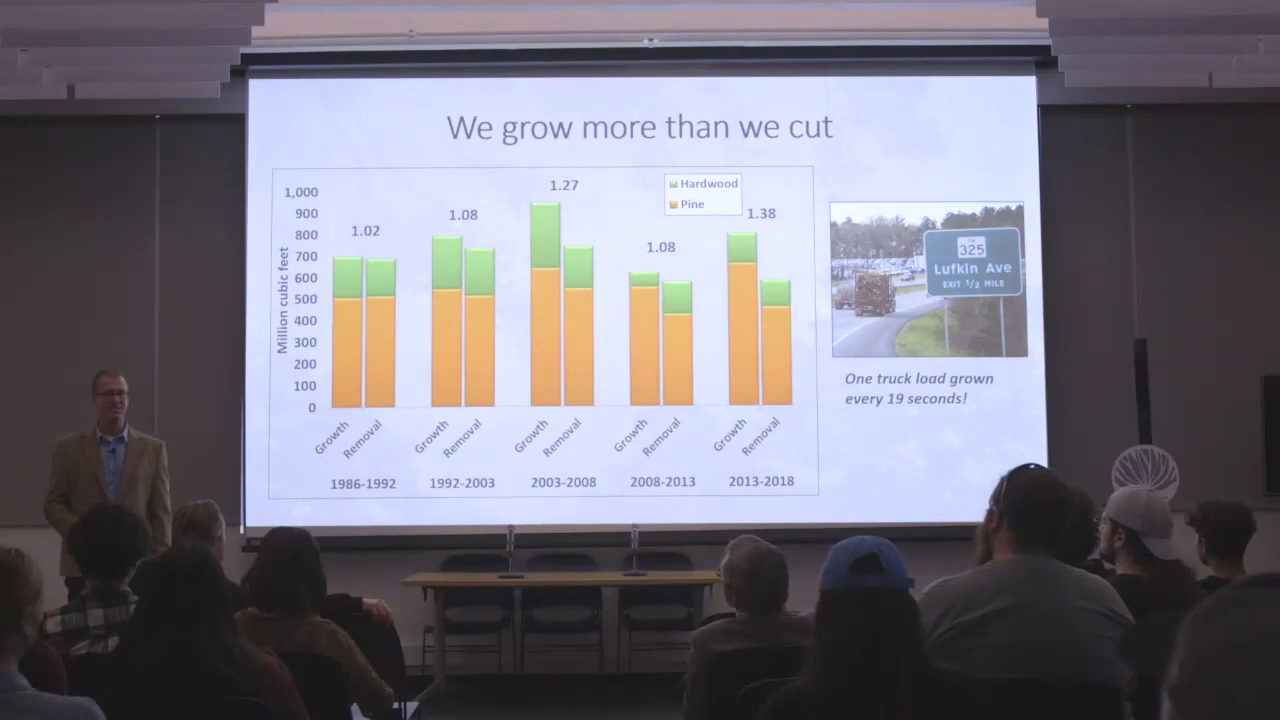 We grow more than we cut
1,000
900
800
700
600
500
400
300
200
100
0
Million cubic feet
1.02
1.08
1.27
1.08
1.38
Hardwood
Pine
Growth
Removal
Growth
Removal
Growth
Removal
Growth
Removal
Growth
Removal
1986-1992
1992-2003
2003-2008
2008-2013
2013-2018
325
Lufkin Ave
EXIT 1/2 MILE
One truck load grown
every 19 seconds!